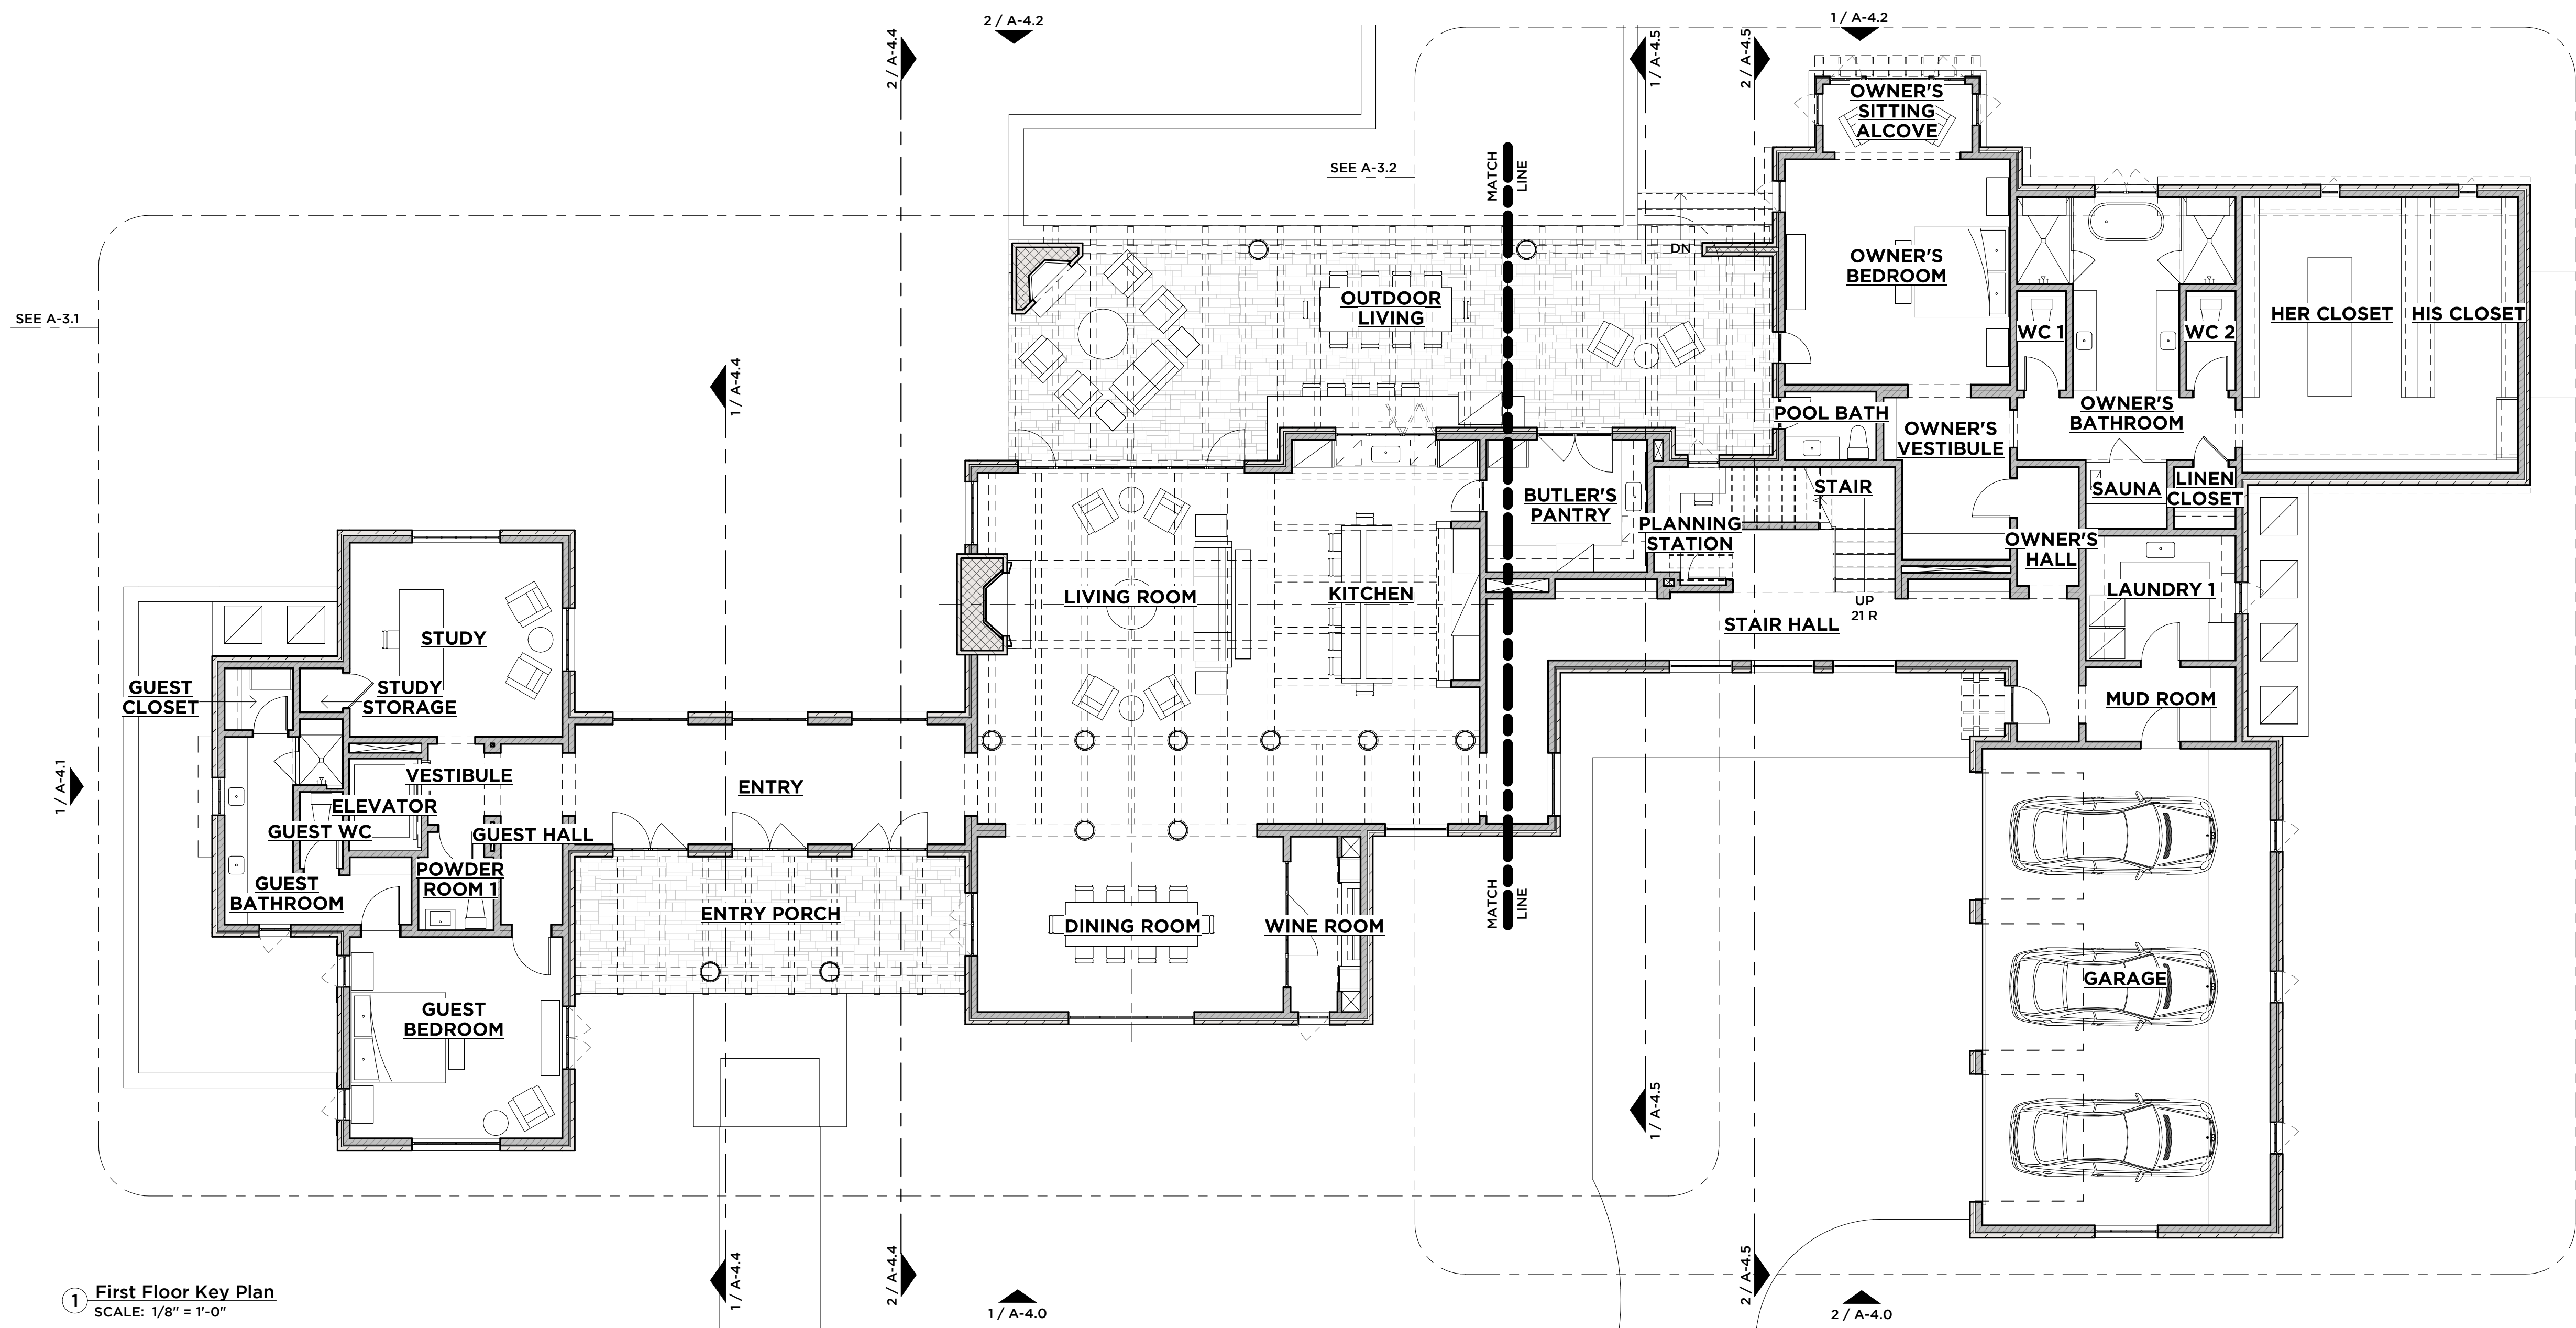 2 / A-4.2
1 / A-4.2
2 / A-4.4
1 / A-4.5
2 / A-4.5
OWNER'S
SITTING
ALCOVE
SEE A-3.2
MATCH
LINE
DN
OWNER'S
BEDROOM
OUTDOOR
LIVING
SEE A-3.1
HER CLOSET
HIS CLOSET
WC 1
WC 2
1 / A-4.4
POOL BATH
OWNER'S
BATHROOM
OWNER'S
VESTIBULE
STAIR
SAUNA
LINEN
CLOSET
BUTLER'S
PANTRY
PLANNING
STATION
OWNER'S
HALL
LAUNDRY 1
LIVING ROOM
KITCHEN
UP
21 R
STAIR HALL
STUDY
GUEST
CLOSET
STUDY
STORAGE
MUD ROOM
1 / A-4.1
VESTIBULE
ENTRY
ELEVATOR
GUEST WC
GUEST HALL
POWDER
ROOM 1
GUEST
BATHROOM
ENTRY PORCH
DINING ROOM
WINE ROOM
MATCH
LINE
GARAGE
GUEST
BEDROOM
1 / A-4.5
1 / A-4.4
2 / A-4.4
2 / A-4.5
1 First Floor Key Plan
SCALE: 1/8" = 1'-0"
1 / A-4.0
2 / A-4.0